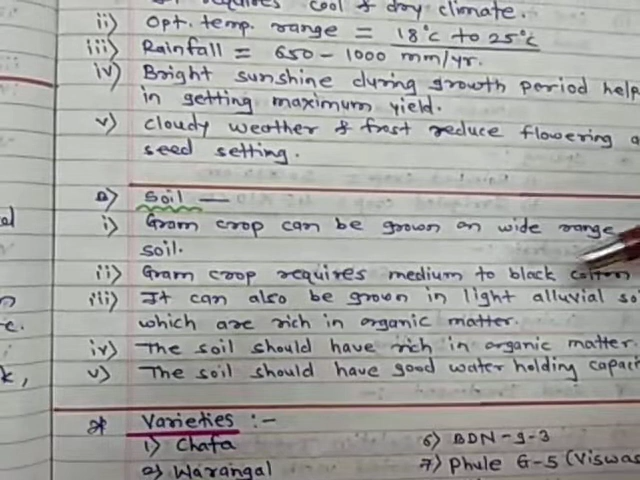 cool & dry climate.
ii) Opt. temp. range = 18°C to 25°C
iii) Rainfall = 650 - 1000 mm/yr.
iv) Bright sunshine during growth period help
in getting maximum yield.
v) Cloudy weather & frost reduce flowering a
seed setting.
Soil —
i) Gram crop can be grown on wide range
soil.
ii) Gram crop requires medium to black cotton
iii) It can also be grown in light alluvial so
which are rich in organic matter.
iv) The soil should have rich in organic matter.
v) The soil should have good water holding capaci
* Varieties :-
1) Chafa
6) BDN-9-3
2) Warangal
7) Phule G-5 (Viswas